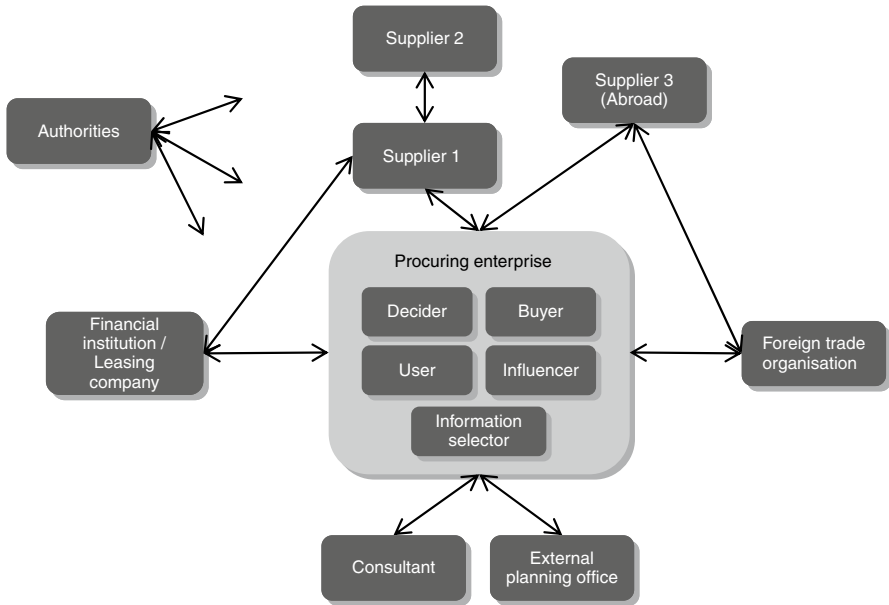 Supplier 2
Supplier 3
(Abroad)
Authorities
Supplier 1
Procuring enterprise
Decider
Buyer
Financial
institution /
Leasing
company
User
Influencer
Foreign trade
organisation
Information
selector
Consultant
External
planning office